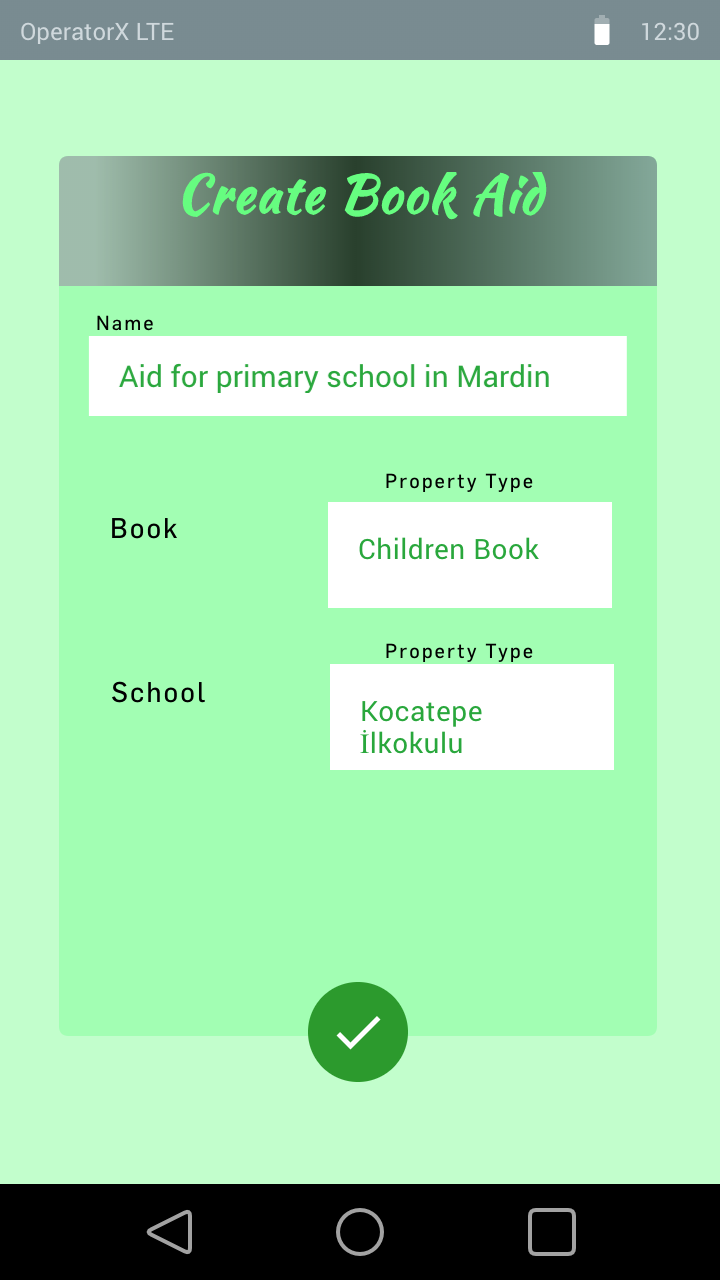 OperatorX LTE 12:30
Create Book Aid
Name
Aid for primary school in Mardin
Property Type
Book
Children Book
Property Type
School
Kocatepe
İlkokulu